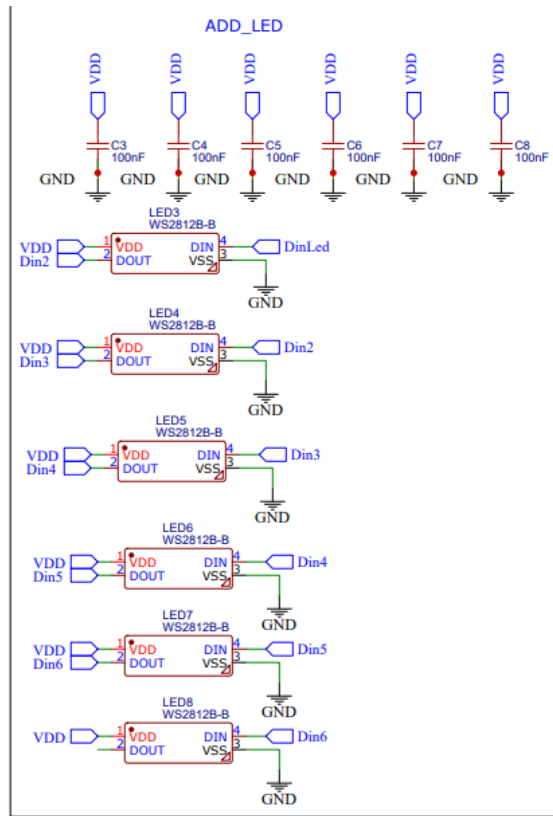 ADD_LED
VDD VDD VDD VDD VDD VDD
C3 C4 C5 C6 C7 C8
100nF 100nF 100nF 100nF 100nF 100nF
GND GND GND GND GND GND
LED3
WS2812B-B
VDD 1 VDD DIN 4 DinLed
Din2 2 DOUT VSS 3
GND
LED4
WS2812B-B
VDD 1 VDD DIN 4 Din2
Din3 2 DOUT VSS 3
GND
LED5
WS2812B-B
VDD 1 VDD DIN 4 Din3
Din4 2 DOUT VSS 3
GND
LED6
WS2812B-B
VDD 1 VDD DIN 4 Din4
Din5 2 DOUT VSS 3
GND
LED7
WS2812B-B
VDD 1 VDD DIN 4 Din5
Din6 2 DOUT VSS 3
GND
LED8
WS2812B-B
VDD 1 VDD DIN 4 Din6
2 DOUT VSS 3
GND